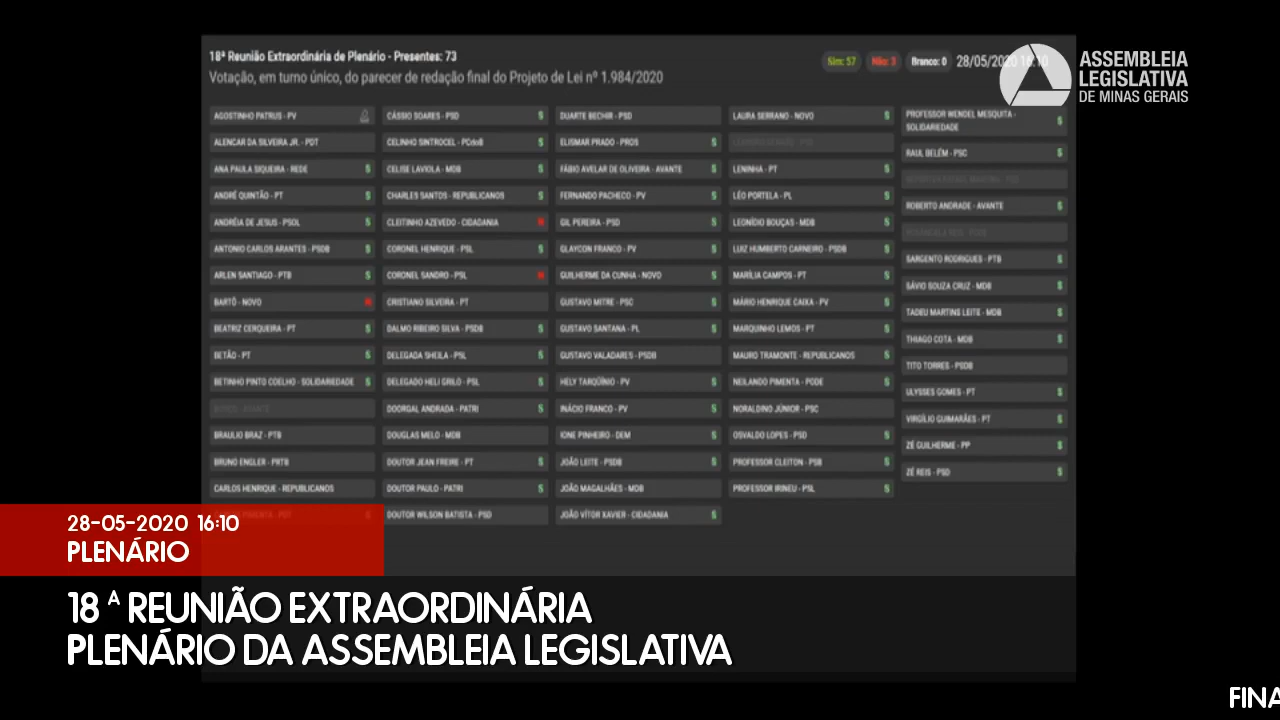 18ª Reunião Extraordinária de Plenário - Presentes: 73
Sim: 57 Não: 3 Branco: 0 28/05/2020 16:10
Votação, em turno único, do parecer de redação final do Projeto de Lei nº 1.984/2020
ASSEMBLEIA
LEGISLATIVA
DE MINAS GERAIS
AGOSTINHO PATRUS - PV
ALENCAR DA SILVEIRA JR. - PDT
ANA PAULA SIQUEIRA - REDE S
ANDRÉ QUINTÃO - PT S
ANDRÉIA DE JESUS - PSOL S
ANTONIO CARLOS ARANTES - PSDB S
ARLEN SANTIAGO - PTB S
BARTÔ - NOVO N
BEATRIZ CERQUEIRA - PT S
BETÃO - PT S
BETINHO PINTO COELHO - SOLIDARIEDADE S
BRAULIO BRAZ - PTB
BRUNO ENGLER - PRTB
CARLOS HENRIQUE - REPUBLICANOS
CÁSSIO SOARES - PSD S
CELINHO SINTROCEL - PCdoB S
CELISE LAVIOLA - MDB S
CHARLES SANTOS - REPUBLICANOS S
CLEITINHO AZEVEDO - CIDADANIA N
CORONEL HENRIQUE - PSL S
CORONEL SANDRO - PSL N
CRISTIANO SILVEIRA - PT
DALMO RIBEIRO SILVA - PSDB S
DELEGADA SHEILA - PSL S
DELEGADO HELI GRILO - PSL S
DOORGAL ANDRADA - PATRI S
DOUGLAS MELO - MDB
DOUTOR JEAN FREIRE - PT S
DOUTOR PAULO - PATRI S
DOUTOR WILSON BATISTA - PSD
DUARTE BECHIR - PSD
ELISMAR PRADO - PROS S
FÁBIO AVELAR DE OLIVEIRA - AVANTE S
FERNANDO PACHECO - PV S
GIL PEREIRA - PSD S
GLAYCON FRANCO - PV S
GUILHERME DA CUNHA - NOVO S
GUSTAVO MITRE - PSC S
GUSTAVO SANTANA - PL S
GUSTAVO VALADARES - PSDB
HELY TARQÜÍNIO - PV S
INÁCIO FRANCO - PV S
IONE PINHEIRO - DEM S
JOÃO LEITE - PSDB S
JOÃO MAGALHÃES - MDB S
JOÃO VÍTOR XAVIER - CIDADANIA S
LAURA SERRANO - NOVO S
LENINHA - PT S
LÉO PORTELA - PL S
LEONÍDIO BOUÇAS - MDB S
LUIZ HUMBERTO CARNEIRO - PSDB S
MARÍLIA CAMPOS - PT S
MÁRIO HENRIQUE CAIXA - PV S
MARQUINHO LEMOS - PT S
MAURO TRAMONTE - REPUBLICANOS S
NEILANDO PIMENTA - PODE S
NORALDINO JÚNIOR - PSC
OSVALDO LOPES - PSD S
PROFESSOR CLEITON - PSB S
PROFESSOR IRINEU - PSL S
PROFESSOR WENDEL MESQUITA -
SOLIDARIEDADE S
RAUL BELÉM - PSC S
ROBERTO ANDRADE - AVANTE S
SARGENTO RODRIGUES - PTB S
SÁVIO SOUZA CRUZ - MDB S
TADEU MARTINS LEITE - MDB S
THIAGO COTA - MDB S
TITO TORRES - PSDB
ULYSSES GOMES - PT S
VIRGÍLIO GUIMARÃES - PT S
ZÉ GUILHERME - PP S
ZÉ REIS - PSD S
28-05-2020 16:10
PLENÁRIO
18 ª REUNIÃO EXTRAORDINÁRIA
PLENÁRIO DA ASSEMBLEIA LEGISLATIVA
FINA